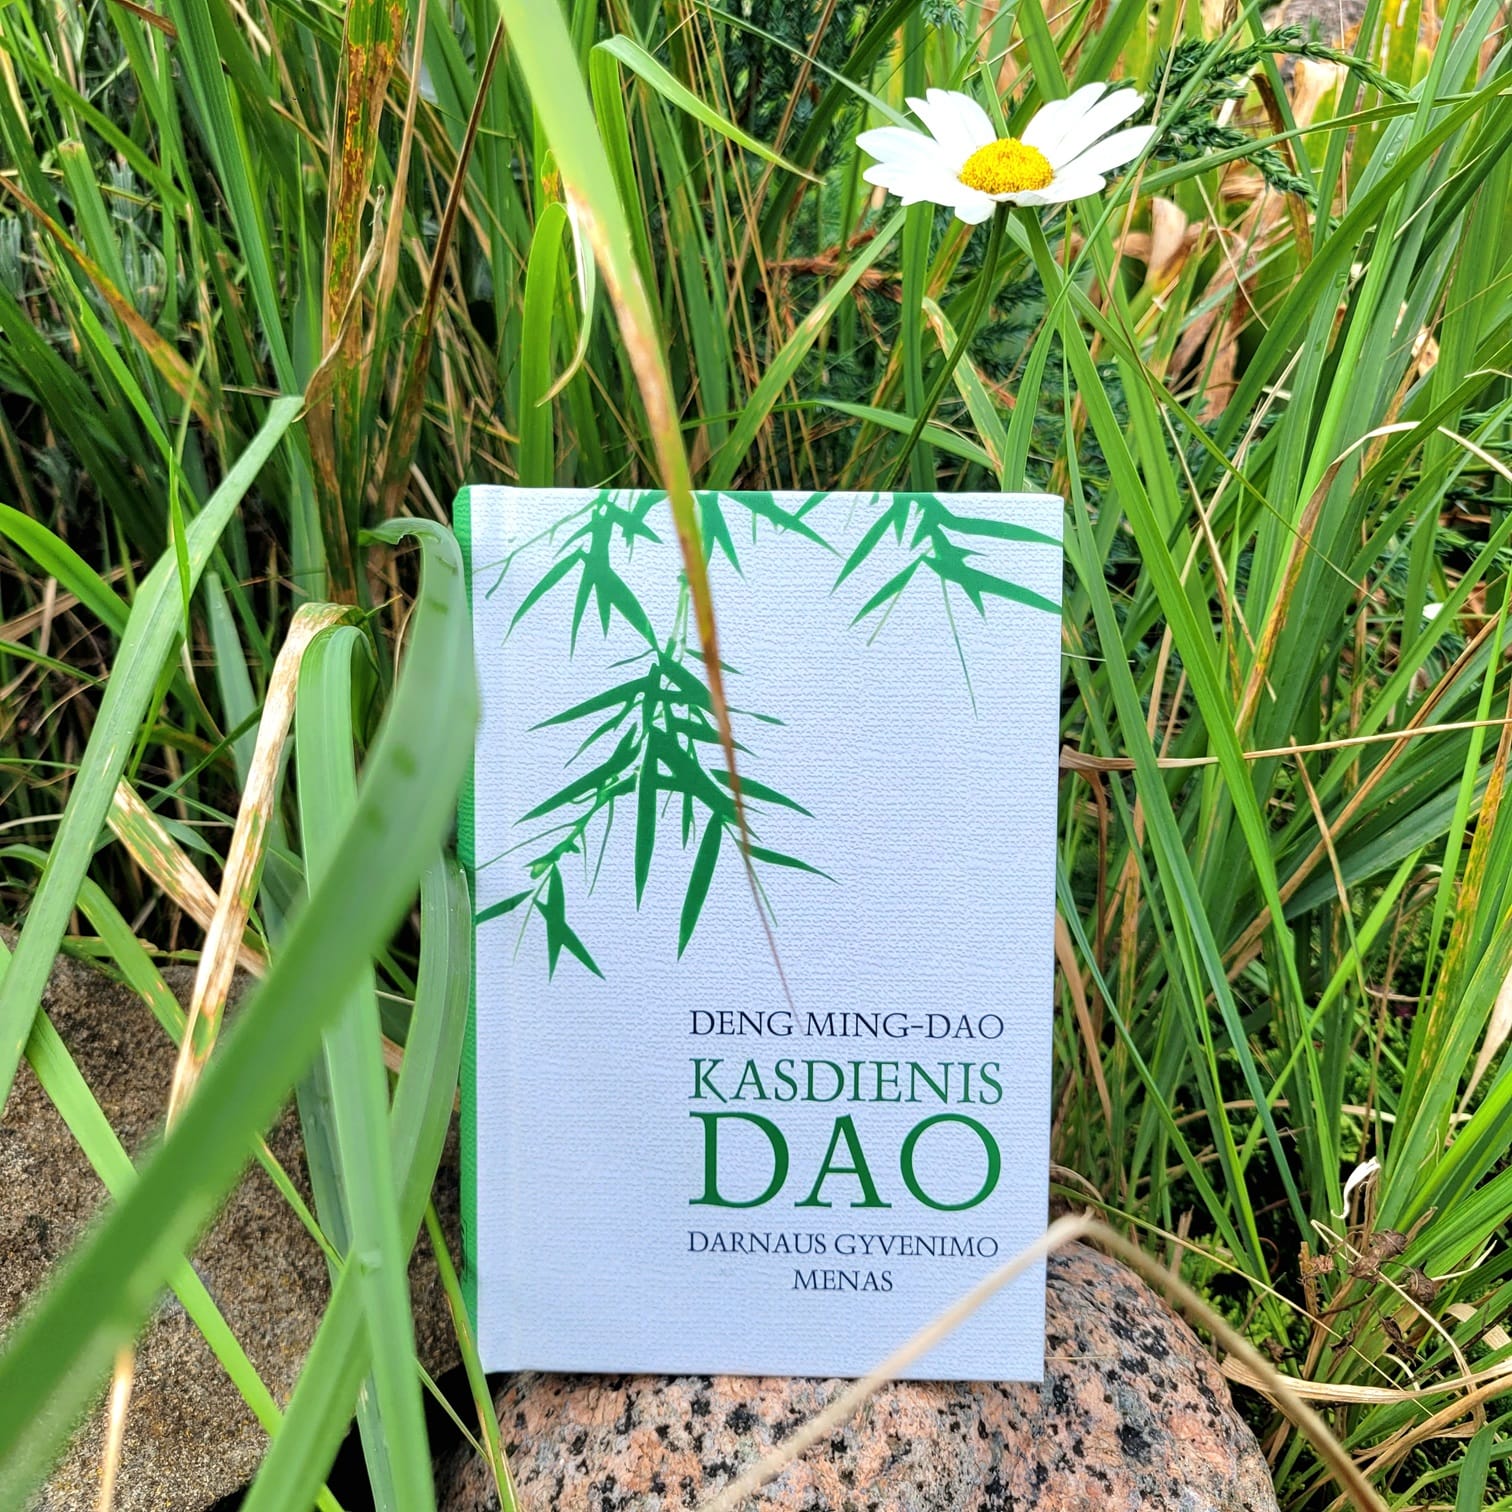 DENG MING-DAO
KASDIENIS
DAO
DARNAUS GYVENIMO
MENAS